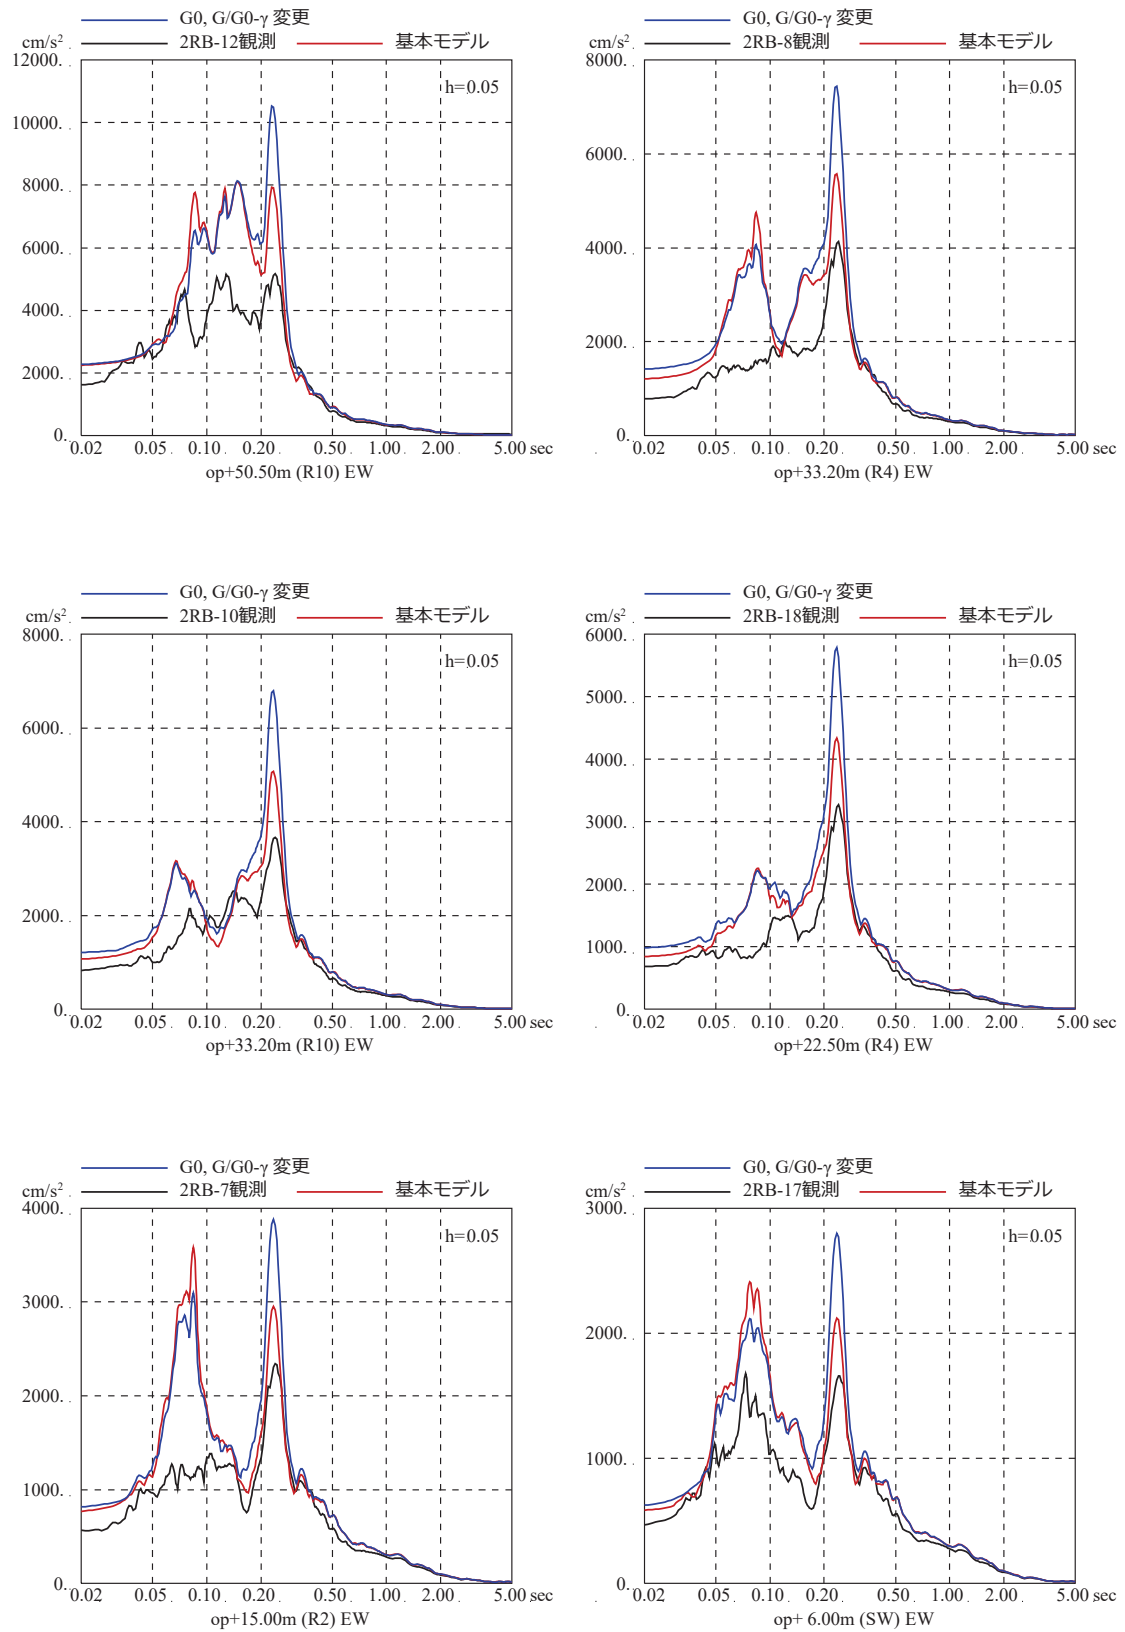 G0, G/G0-γ 変更
cm/s² 2RB-12観測 基本モデル
12000.
h=0.05
10000.
8000.
6000.
4000.
2000.
0.
0.02 0.05 0.10 0.20 0.50 1.00 2.00 5.00 sec
op+50.50m (R10) EW
G0, G/G0-γ 変更
cm/s² 2RB-8観測 基本モデル
8000.
h=0.05
6000.
4000.
2000.
0.
0.02 0.05 0.10 0.20 0.50 1.00 2.00 5.00 sec
op+33.20m (R4) EW
G0, G/G0-γ 変更
cm/s² 2RB-10観測 基本モデル
8000.
h=0.05
6000.
4000.
2000.
0.
0.02 0.05 0.10 0.20 0.50 1.00 2.00 5.00 sec
op+33.20m (R10) EW
G0, G/G0-γ 変更
cm/s² 2RB-18観測 基本モデル
6000.
h=0.05
5000.
4000.
3000.
2000.
1000.
0.
0.02 0.05 0.10 0.20 0.50 1.00 2.00 5.00 sec
op+22.50m (R4) EW
G0, G/G0-γ 変更
cm/s² 2RB-7観測 基本モデル
4000.
h=0.05
3000.
2000.
1000.
0.
0.02 0.05 0.10 0.20 0.50 1.00 2.00 5.00 sec
op+15.00m (R2) EW
G0, G/G0-γ 変更
cm/s² 2RB-17観測 基本モデル
3000.
h=0.05
2000.
1000.
0.
0.02 0.05 0.10 0.20 0.50 1.00 2.00 5.00 sec
op+ 6.00m (SW) EW